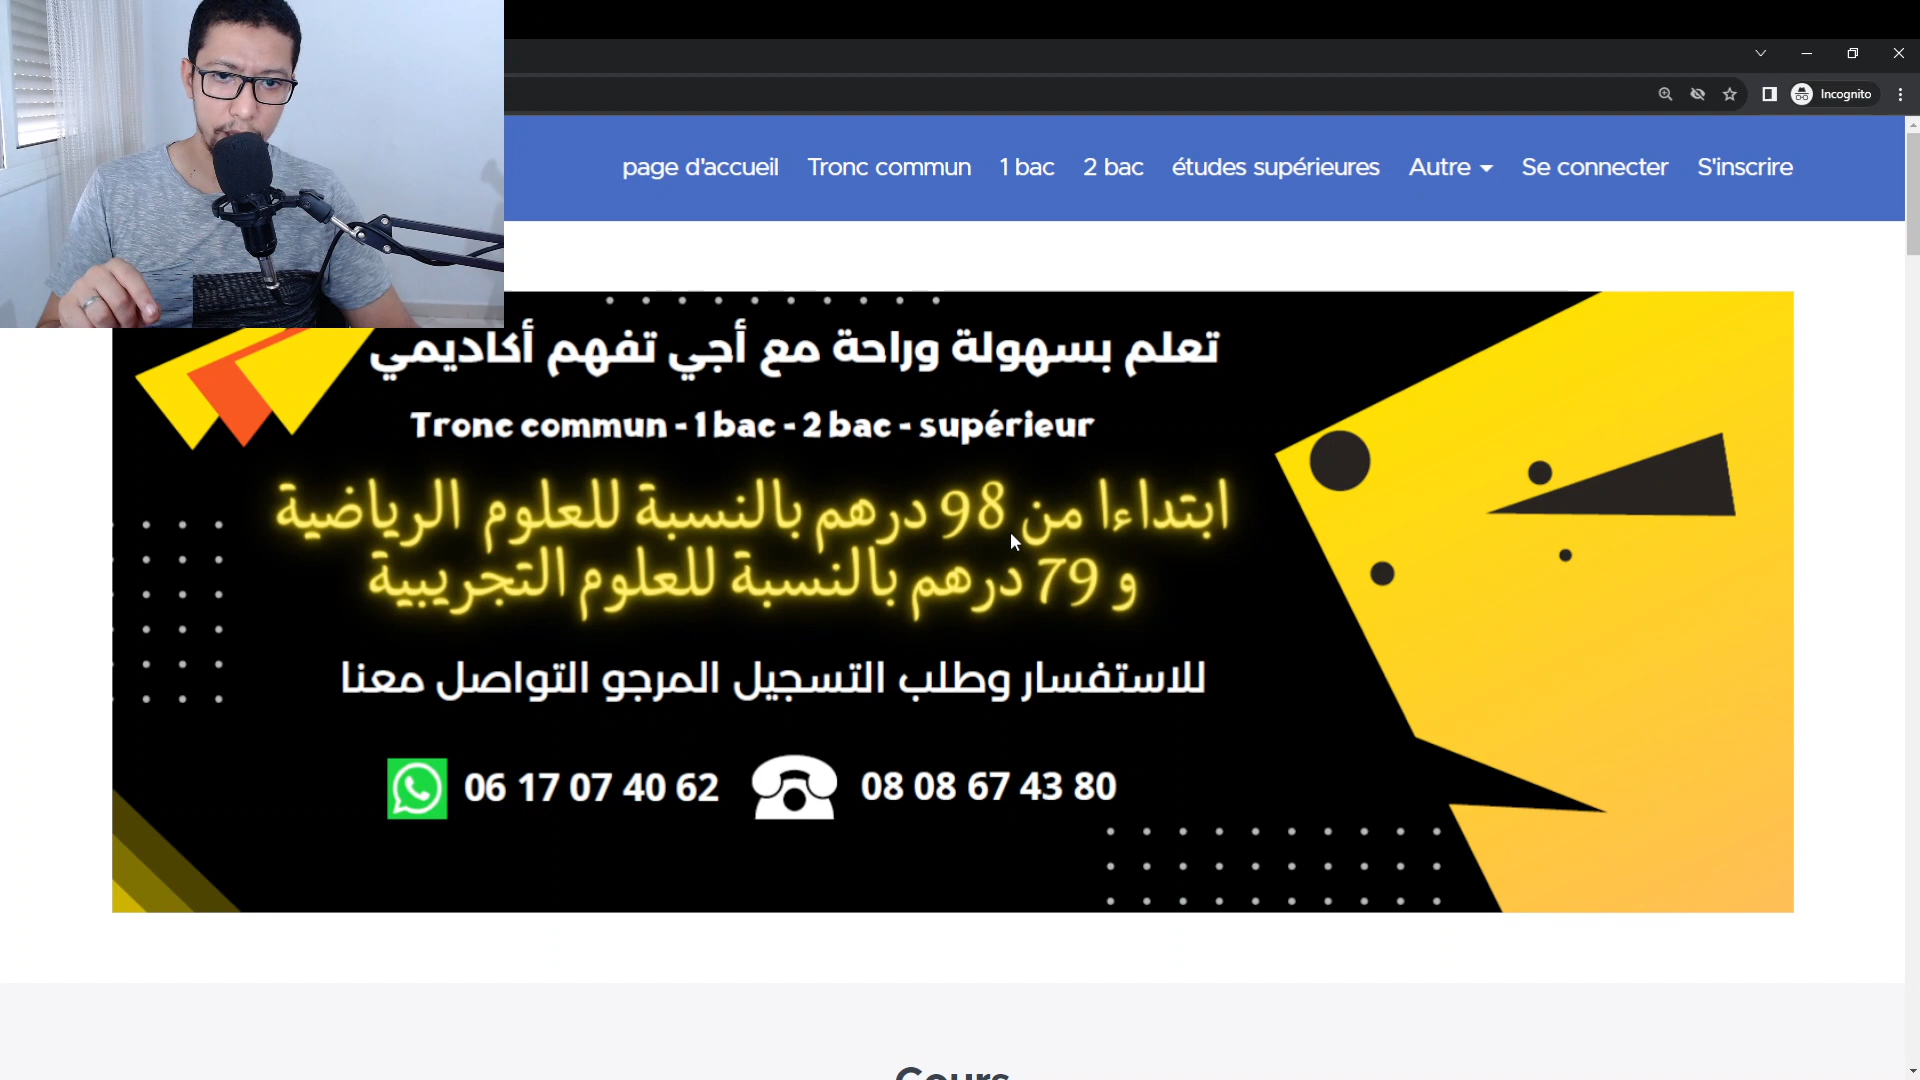 Incognito
page d'accueil Tronc commun 1 bac 2 bac études supérieures Autre Se connecter S'inscrire
تعلم بسهولة وراحة مع أجي تفهم أكاديمي
Tronc commun - 1 bac - 2 bac - supérieur
ابتداءا من 98 درهم بالنسبة للعلوم الرياضية
و 79 درهم بالنسبة للعلوم التجريبية
للاستفسار وطلب التسجيل المرجو التواصل معنا
06 17 07 40 62 08 08 67 43 80
Cours